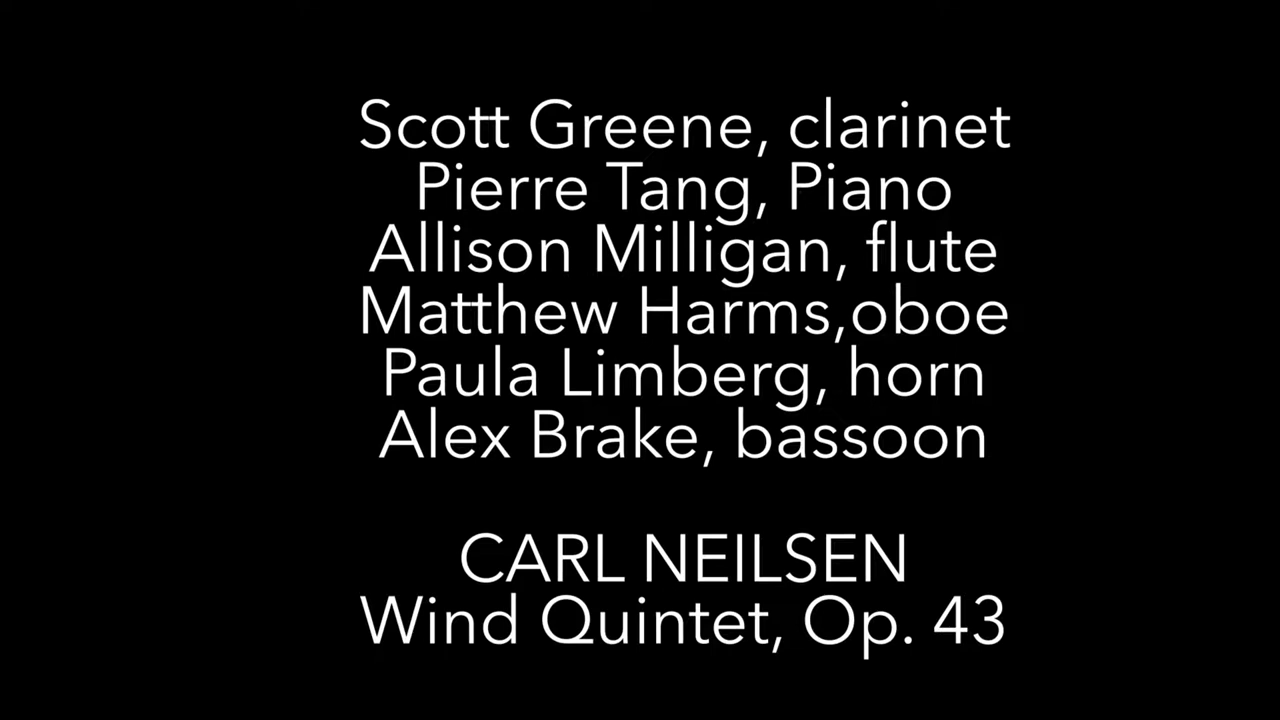 Scott Greene, clarinet
Pierre Tang, Piano
Allison Milligan, flute
Matthew Harms,oboe
Paula Limberg, horn
Alex Brake, bassoon
CARL NEILSEN
Wind Quintet, Op. 43